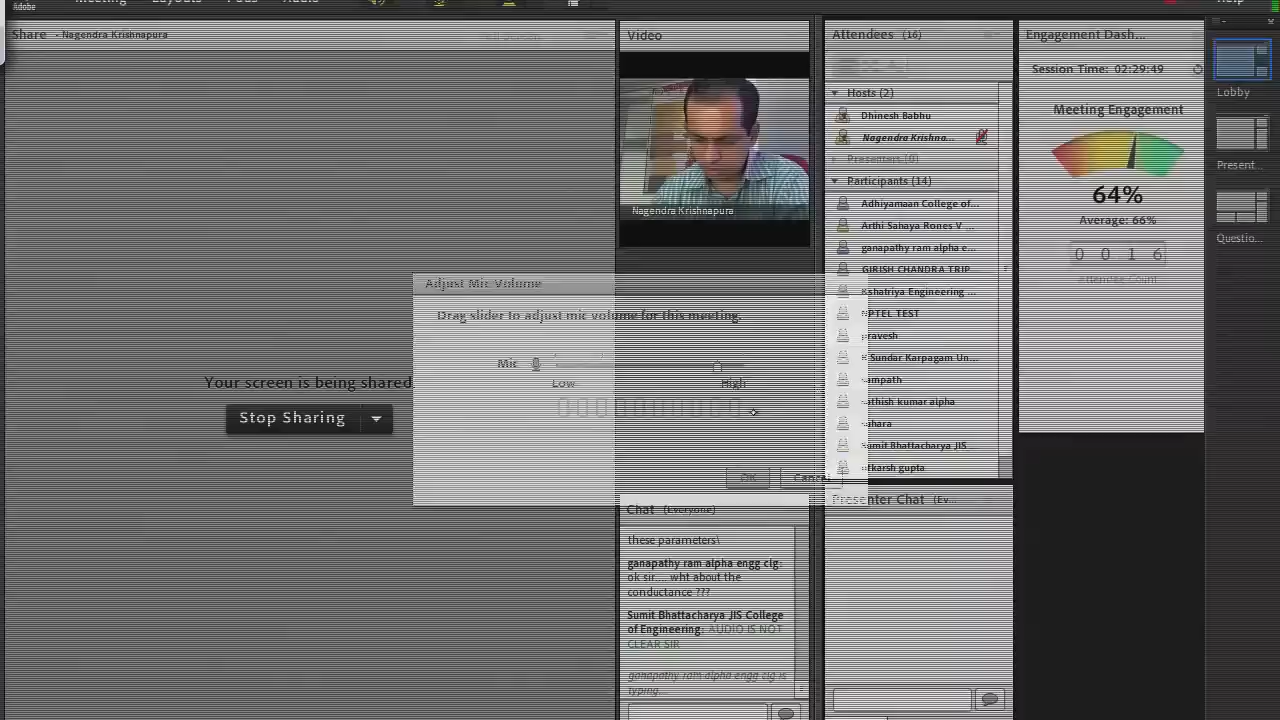 Adobe
Meeting
Layouts
Pods
Audio
Help
Share - Nagendra Krishnapura
Video
Attendees (16)
Engagement Dash...
Session Time: 02:29:49
Hosts (2)
Lobby
Meeting Engagement
Dhinesh Babhu
Nagendra Krishna...
Presenters (0)
Present...
Participants (14)
64%
Adhiyamaan College of...
Nagendra Krishnapura
Average: 66%
Arthi Sahaya Rones V ...
Questio...
ganapathy ram alpha e...
0 0 1 6
GIRISH CHANDRA TRIP...
attendee Count
Adjust Mic Volume
Kshatriya Engineering ...
Drag slider to adjust mic volume for this meeting.
NPTEL TEST
pravesh
Mic
Sundar Karpagam Un...
Your screen is being shared
Low
High
sampath
sathish kumar alpha
Stop Sharing
sahara
Sumit Bhattacharya JIS
utkarsh gupta
OK
Cancel
Chat (Everyone)
Presenter Chat (Ev...
these parameters\
ganapathy ram alpha engg clg:
ok sir.... wht about the
conductance ???
Sumit Bhattacharya JIS College
of Engineering: AUDIO IS NOT
CLEAR SIR
ganapathy ram alpha engg clg is
typing...